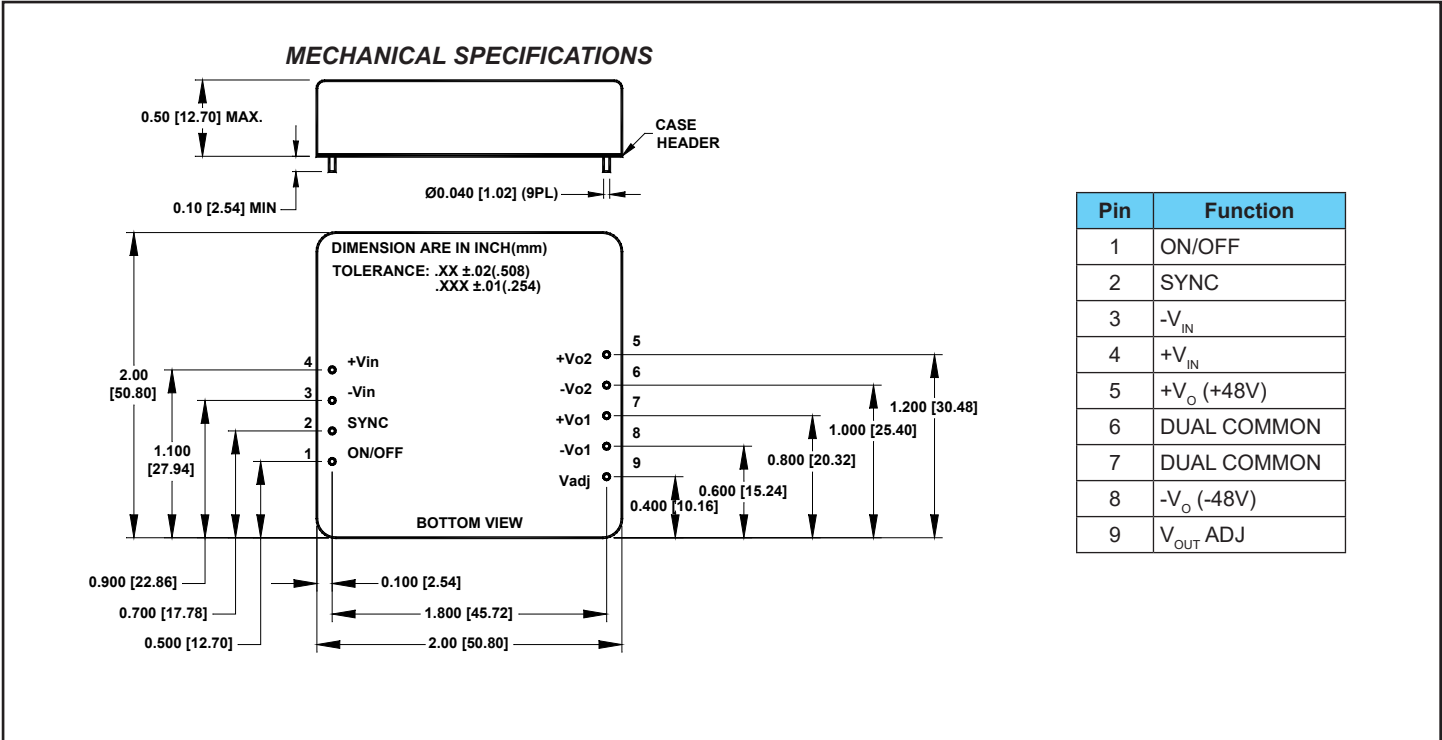 MECHANICAL SPECIFICATIONS
0.50 [12.70] MAX.
CASE
HEADER
Ø0.040 [1.02] (9PL)
0.10 [2.54] MIN
DIMENSION ARE IN INCH(mm)
TOLERANCE: .XX ±.02(.508)
.XXX ±.01(.254)
2.00
[50.80]
1.100
[27.94]
4 +Vin
3 -Vin
2 SYNC
1 ON/OFF
+Vo2 5
-Vo2 6
+Vo1 7
-Vo1 8
Vadj 9
1.200 [30.48]
1.000 [25.40]
0.800 [20.32]
0.600 [15.24]
0.400 [10.16]
BOTTOM VIEW
0.900 [22.86]
0.700 [17.78]
0.500 [12.70]
0.100 [2.54]
1.800 [45.72]
2.00 [50.80]
Pin Function
1 ON/OFF
2 SYNC
3 -VIN
4 +VIN
5 +VO (+48V)
6 DUAL COMMON
7 DUAL COMMON
8 -VO (-48V)
9 VOUT ADJ